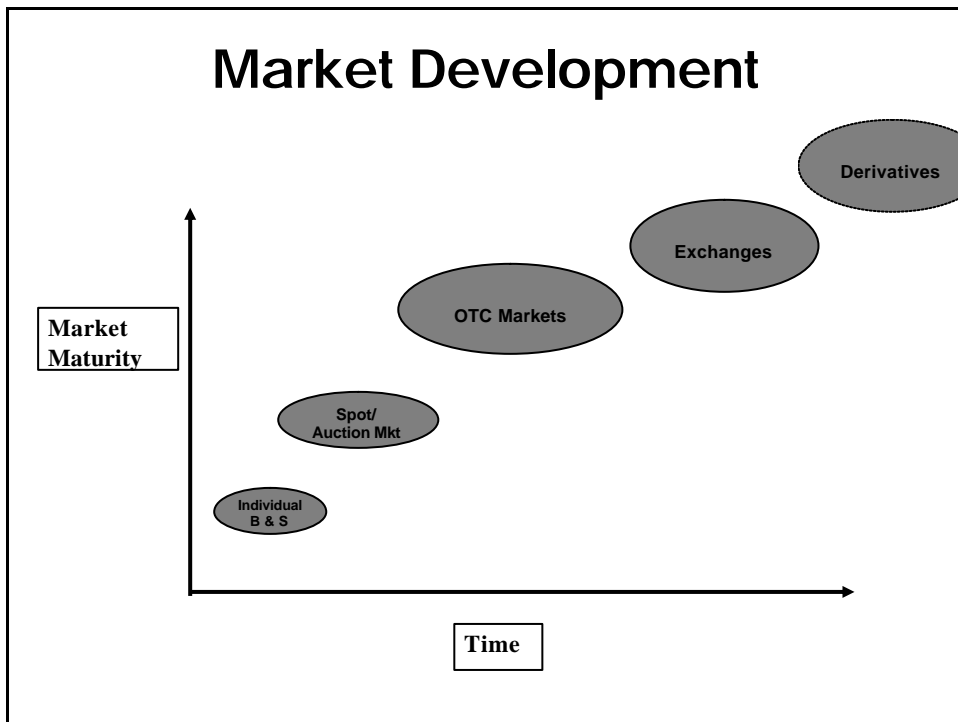 Market Development
Derivatives
Exchanges
OTC Markets
Market
Maturity
Spot/
Auction Mkt
Individual
B & S
Time